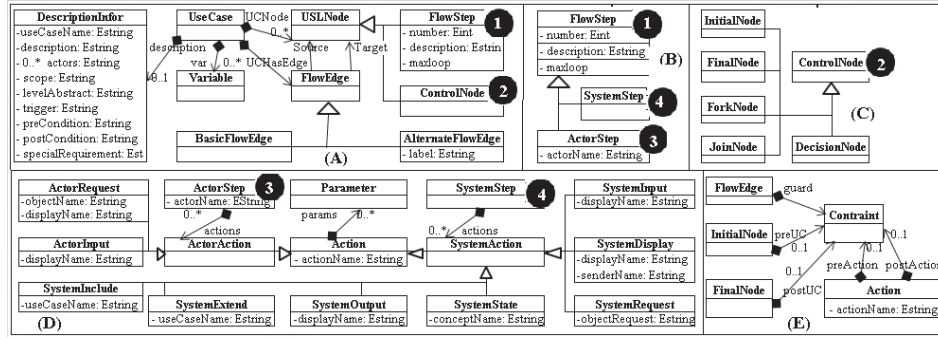 DescriptionInfor
-useCaseName: Estring
-description: Estring
- 0..* actors: Estring
- scope: Estring
- levelAbstract: Estring
- trigger: Estring
- preCondition: Estring
- postCondition: Estring
- specialRequirement: Est
UseCase
UCNode
0..*
USLNode
description
0..1
var
0..*
UCHasEdge
Source
Target
Variable
FlowEdge
FlowStep
1
- number: Eint
- description: Estrin
- maxloop
ControlNode
2
BasicFlowEdge
AlternateFlowEdge
- label: Estring
(A)
FlowStep
1
- number: Eint
- description: Estring
- maxloop
(B)
SystemStep
4
ActorStep
3
- actorName: Estring
InitialNode
FinalNode
ForkNode
JoinNode
ControlNode
2
(C)
DecisionNode
ActorRequest
-objectName: Estring
-displayName: Estring
ActorStep
3
- actorName: EString
0..*
actions
Parameter
params
0..*
SystemStep
4
0..*
actions
SystemInput
-displayName: Estring
ActorInput
-displayName: Estring
ActorAction
Action
- actionName: Estring
SystemAction
SystemDisplay
-displayName: Estring
-senderName: Estring
SystemInclude
-useCaseName: Estring
SystemExtend
- useCaseName: Estring
SystemOutput
-displayName: Estring
SystemState
-conceptName: Estring
SystemRequest
-objectRequest: Estring
(D)
FlowEdge
guard
Contraint
InitialNode
preUC
0..1
0..1
0..1
FinalNode
0..1
postUC
preAction
postAction
Action
- actionName: Estring
(E)